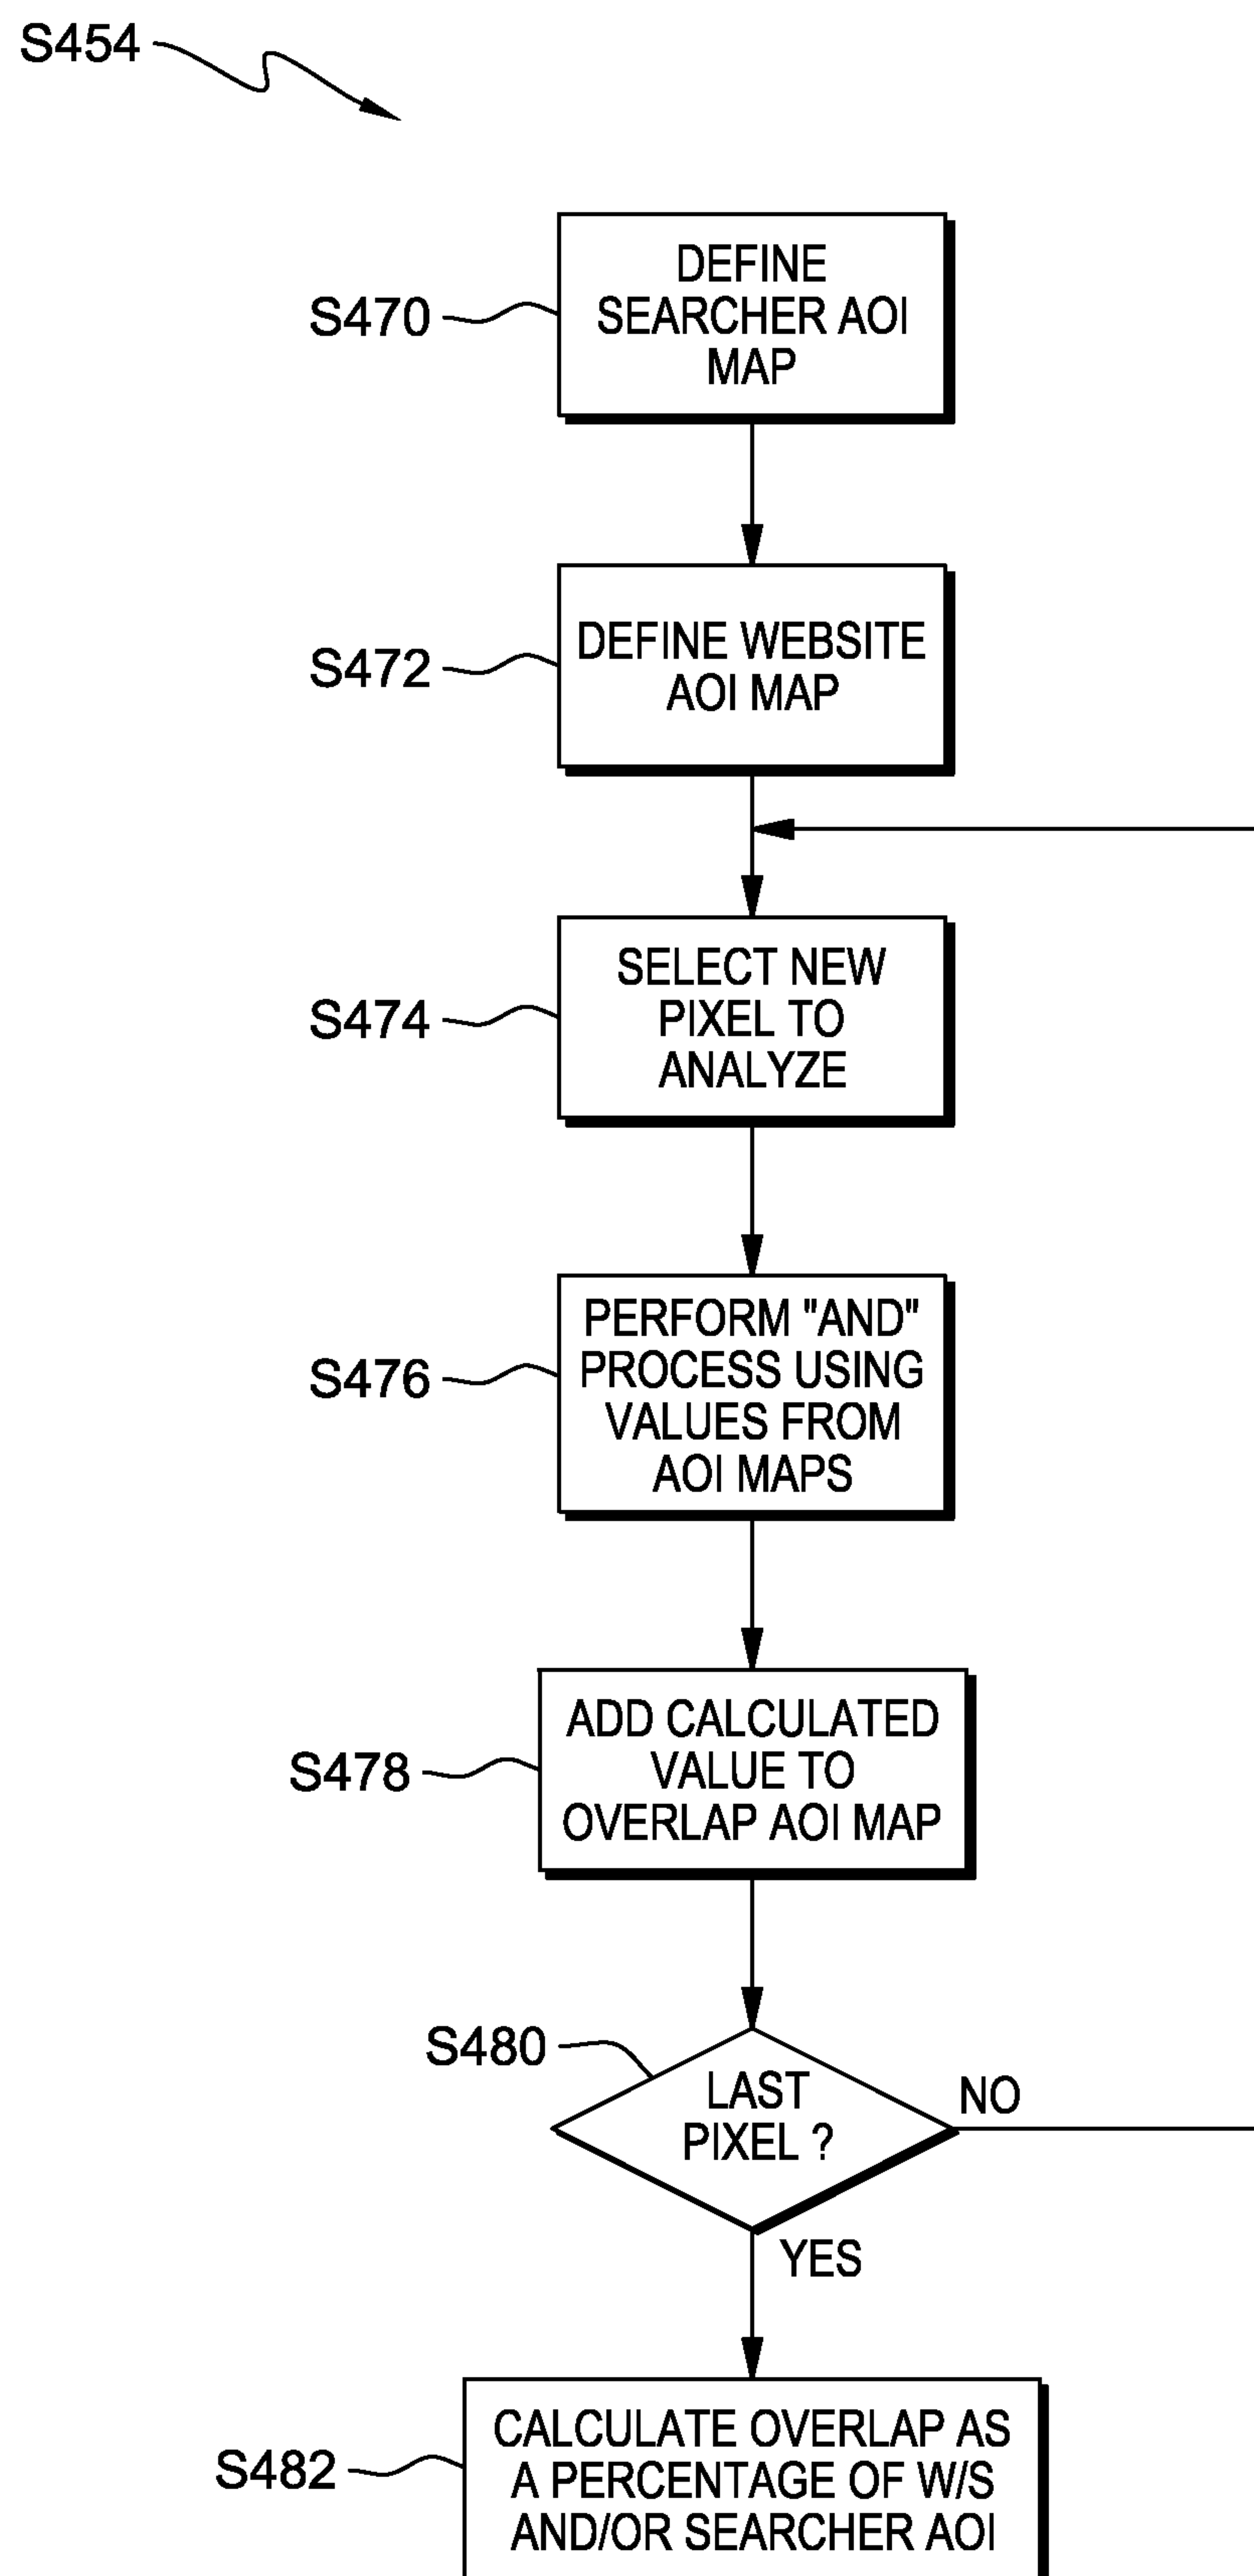 S454
DEFINE
SEARCHER AOI
MAP
S470
DEFINE WEBSITE
AOI MAP
S472
SELECT NEW
PIXEL TO
ANALYZE
S474
PERFORM "AND"
PROCESS USING
VALUES FROM
AOI MAPS
S476
ADD CALCULATED
VALUE TO
OVERLAP AOI MAP
S478
S480
LAST
PIXEL ?
NO
YES
CALCULATE OVERLAP AS
A PERCENTAGE OF W/S
AND/OR SEARCHER AOI
S482